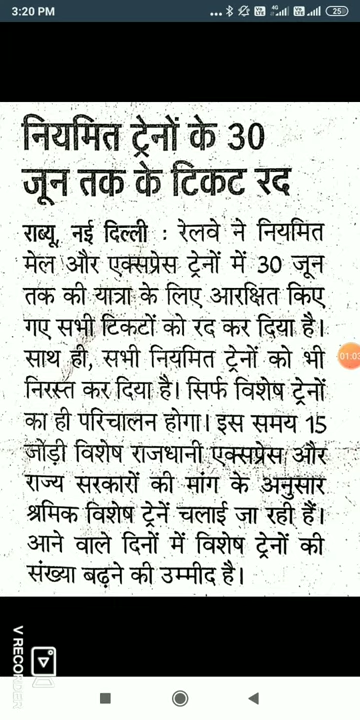 3:20 PM
4G
25
नियमित ट्रेनों के 30
जून तक के टिकट रद
राब्यू, नई दिल्ली : रेलवे ने नियमित
मेल और एक्सप्रेस ट्रेनों में 30 जून
तक की यात्रा के लिए आरक्षित किए
गए सभी टिकटों को रद कर दिया है।
साथ ही, सभी नियमित ट्रेनों को भी
निरस्त कर दिया है। सिर्फ विशेष ट्रेनों
का ही परिचालन होगा। इस समय 15
जोड़ी विशेष राजधानी एक्सप्रेस और
राज्य सरकारों की मांग के अनुसार
श्रमिक विशेष ट्रेनें चलाई जा रही हैं।
आने वाले दिनों में विशेष ट्रेनों की
संख्या बढ़ने की उम्मीद है।
01:03
V RECORDER